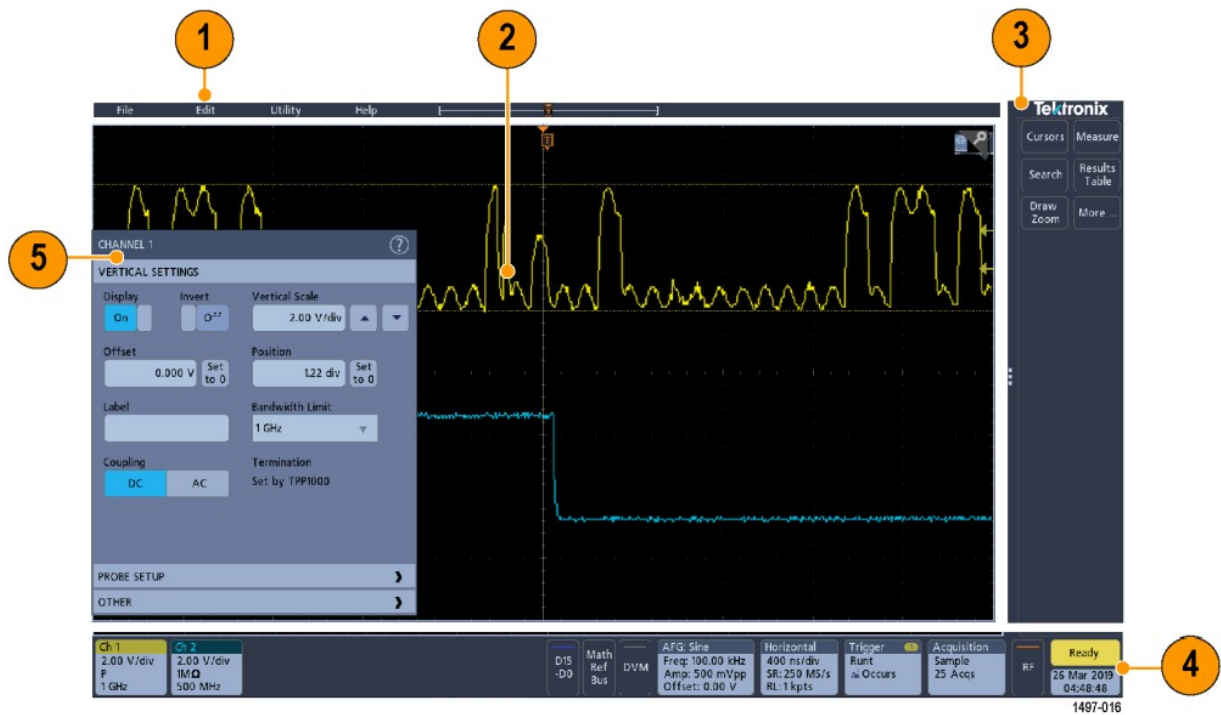 1
2
3
File Edit Utility Help
Tektronix
Cursors Measure
Search Results Table
Draw Zoom More ...
5
CHANNEL 1 ?
VERTICAL SETTINGS
Display Invert Vertical Scale
On 2.00 V/div
Offset Position
0.000 V Set to 0 1.22 div Set to 0
Label Bandwidth Limit
1 GHz
Coupling Termination
DC AC Set by TPP1000
PROBE SETUP
OTHER
Ch 1
2.00 V/div
P
1 GHz
Ch 2
2.00 V/div
1MΩ
500 MHz
D15
-D0
Math
Ref
Bus
DVM
AFG: Sine
Freq: 100.00 kHz
Amp: 500 mVpp
Offset: 0.00 V
Horizontal
400 ns/div
SR: 250 MS/s
RL: 1 kpts
Trigger 1
Runt
Occurs
Acquisition
Sample
25 Acqs
RF
Ready
26 Mar 2019
04:48:48
4
1497-016